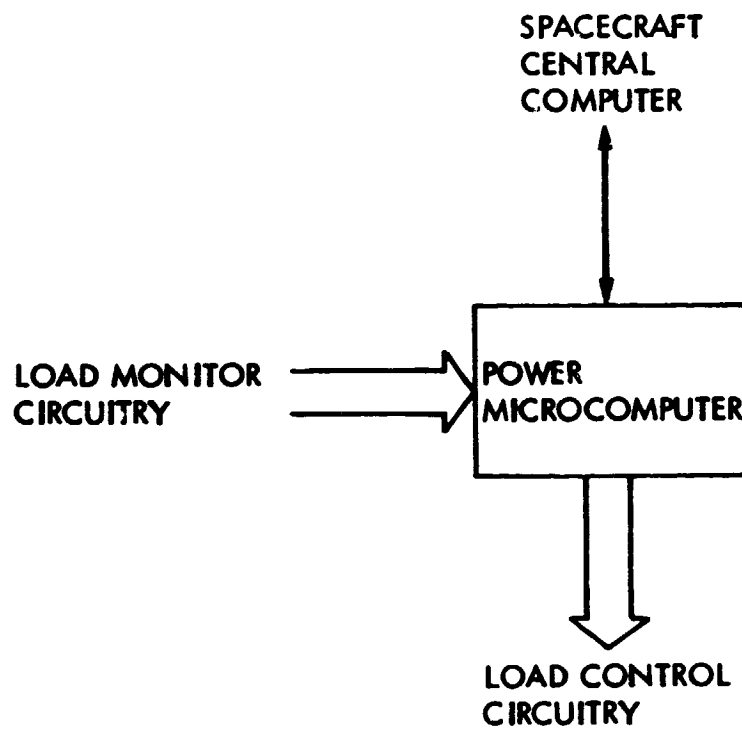 SPACECRAFT
CENTRAL
COMPUTER
LOAD MONITOR
CIRCUITRY
POWER
MICROCOMPUTER
LOAD CONTROL
CIRCUITRY